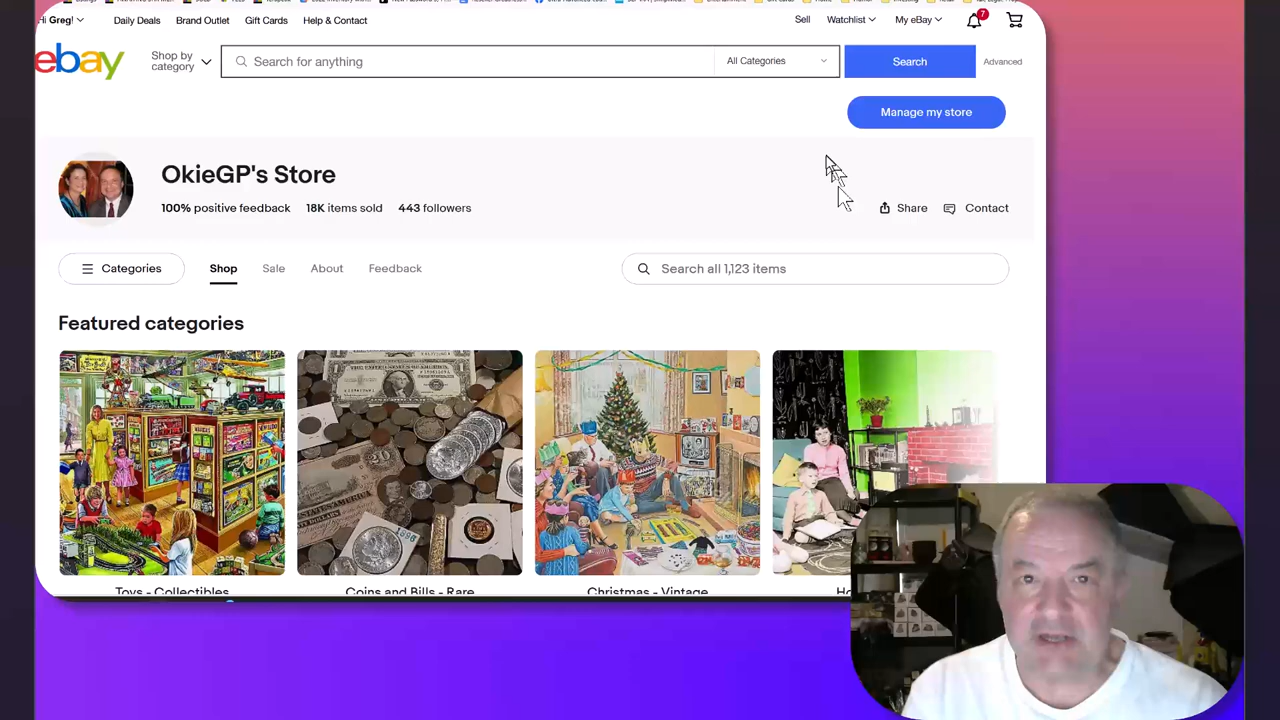 Hi Greg!
Daily Deals
Brand Outlet
Gift Cards
Help & Contact
Sell
Watchlist
My eBay
7
ebay
Shop by
category
Search for anything
All Categories
Search
Advanced
Manage my store
OkieGP's Store
100% positive feedback 18K items sold 443 followers
Share
Contact
Categories
Shop
Sale
About
Feedback
Search all 1,123 items
Featured categories
Toys - Collectibles
Coins and Bills - Rare
Christmas - Vintage